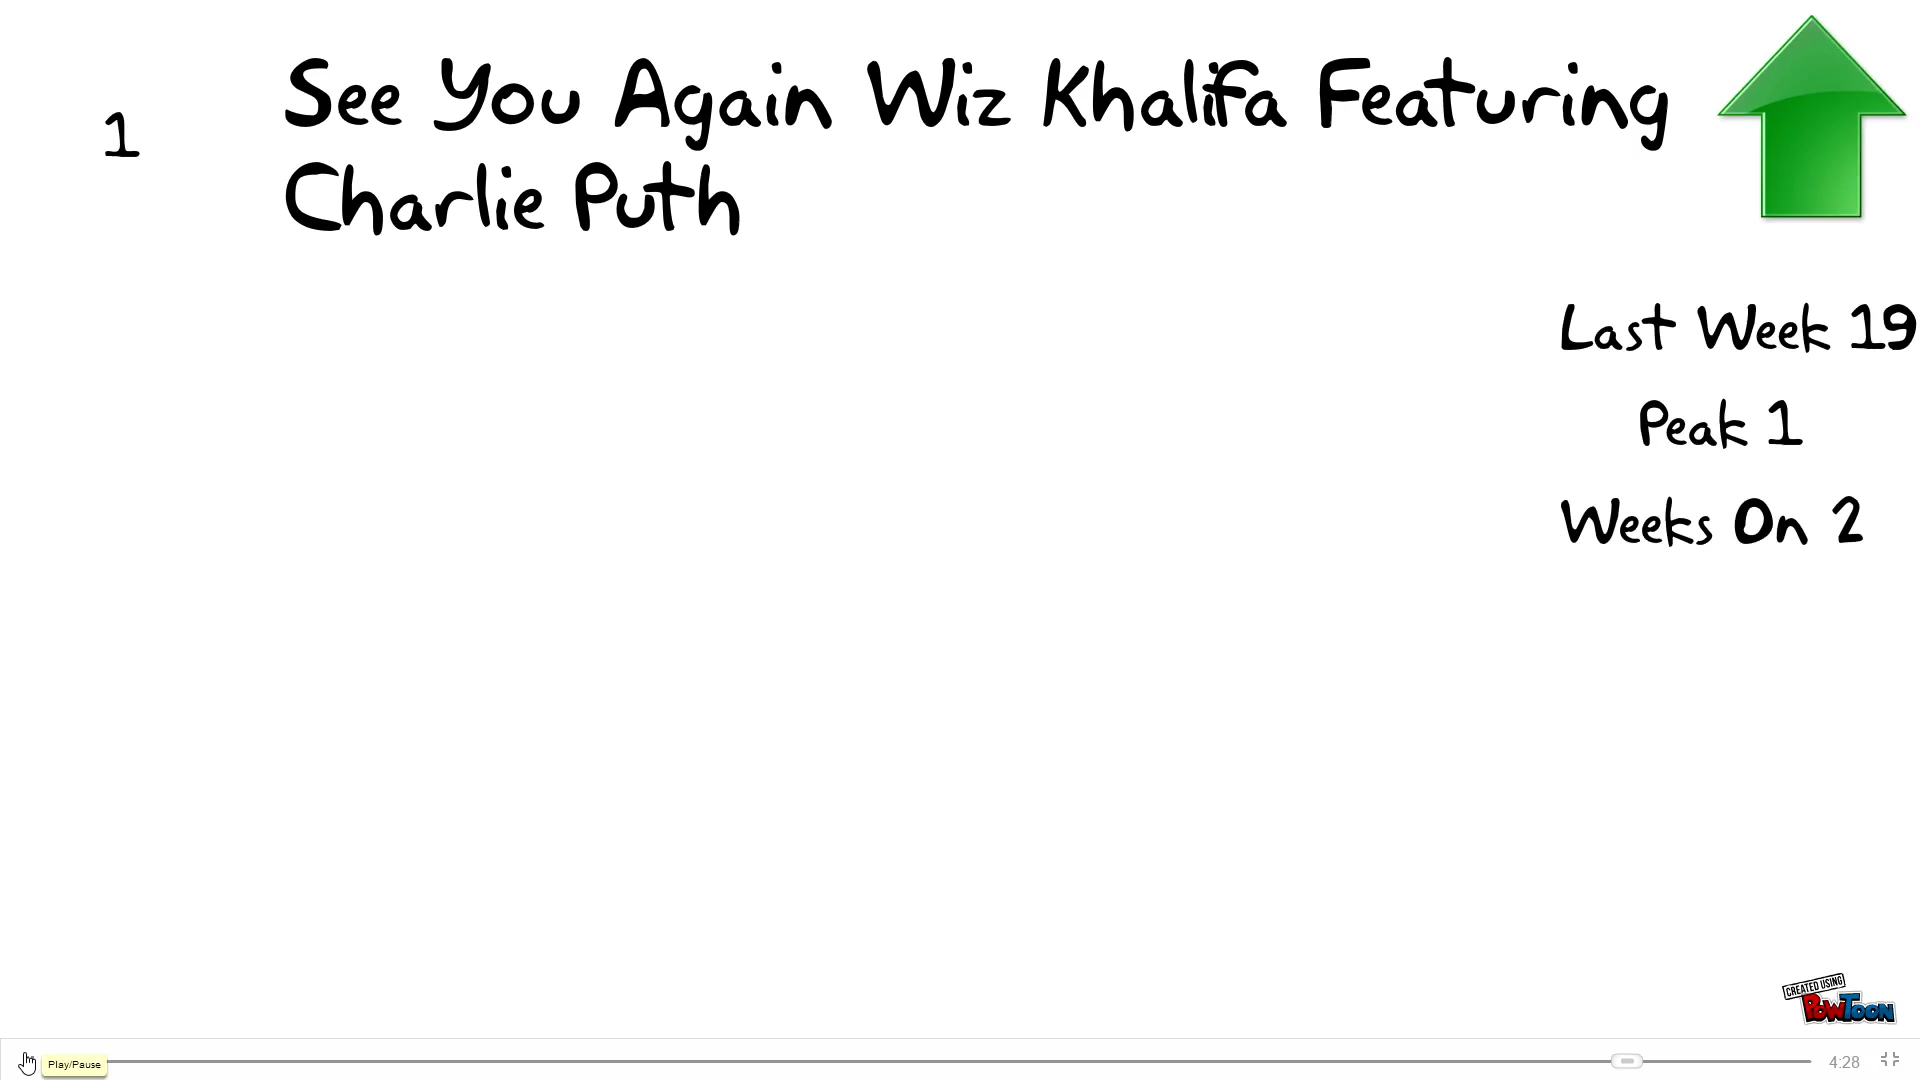 1
See You Again Wiz Khalifa Featuring
Charlie Puth
Last Week 19
Peak 1
Weeks On 2
CREATED USING
POWTOON
Play/Pause
4:28